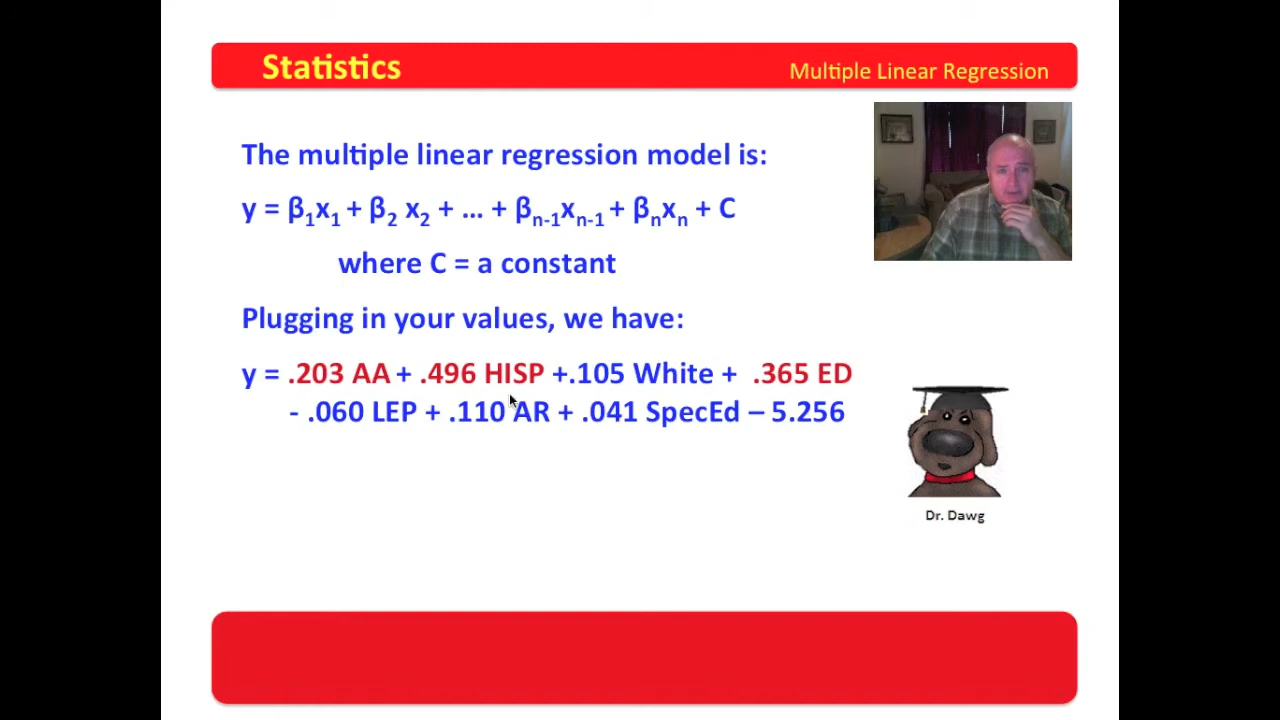 Statistics
Multiple Linear Regression
The multiple linear regression model is:
y = β₁x₁ + β₂ x₂ + … + βₙ₋₁xₙ₋₁ + βₙxₙ + C
where C = a constant
Plugging in your values, we have:
y = .203 AA + .496 HISP +.105 White + .365 ED
- .060 LEP + .110 AR + .041 SpecEd – 5.256
Dr. Dawg